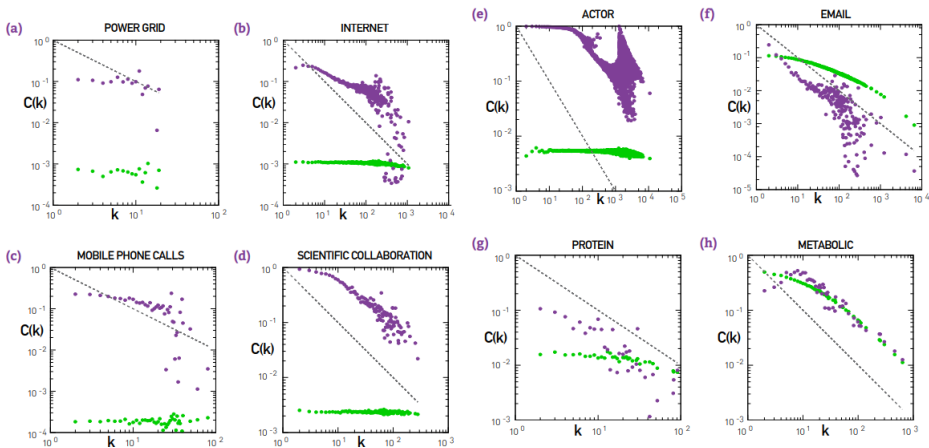 (a) POWER GRID
10⁰
10⁻¹
C(k)
10⁻²
10⁻³
10⁻⁴
10⁰ k 10¹ 10²
(b) INTERNET
10⁰
10⁻¹
C(k)
10⁻²
10⁻³
10⁻⁴
10⁰ 10¹ k 10² 10³ 10⁴
(e) ACTOR
10⁰
10⁻¹
C(k)
10⁻²
10⁻³
10⁰ 10¹ 10² k 10³ 10⁴ 10⁵
(f) EMAIL
10⁰
10⁻¹
C(k)
10⁻²
10⁻³
10⁻⁴
10⁻⁵
10⁰ 10¹ k 10² 10³ 10⁴
(c) MOBILE PHONE CALLS
10⁰
10⁻¹
C(k)
10⁻²
10⁻³
10⁻⁴
10⁰ k 10¹ 10²
(d) SCIENTIFIC COLLABORATION
10⁰
10⁻¹
C(k)
10⁻²
10⁻³
10⁰ 10¹ k 10² 10³
(g) PROTEIN
10⁰
10⁻¹
C(k)
10⁻²
10⁻³
10⁰ k 10¹ 10²
(h) METABOLIC
10⁰
10⁻¹
C(k)
10⁻²
10⁻³
10⁰ 10¹ k 10² 10³